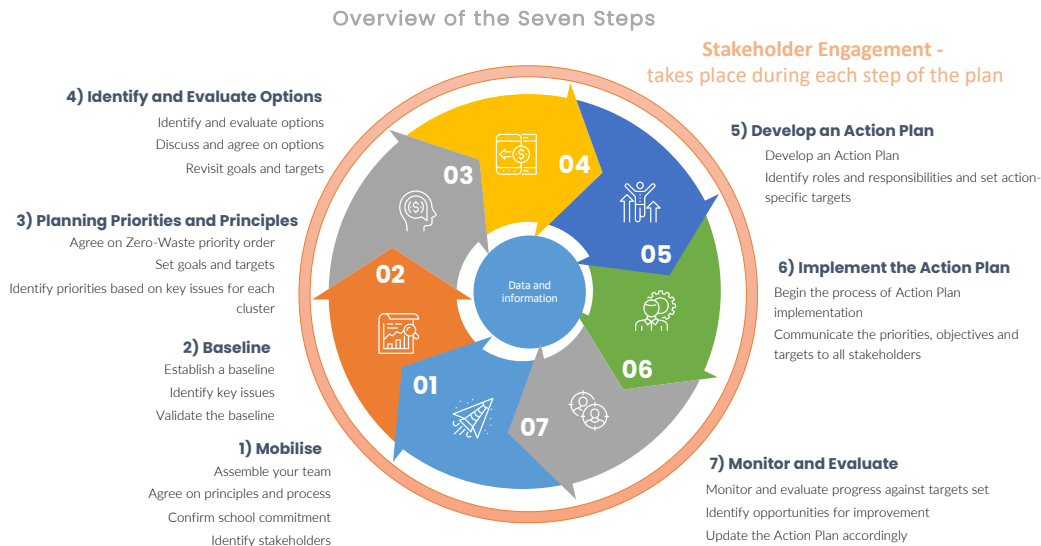 Overview of the Seven Steps
Stakeholder Engagement -
takes place during each step of the plan
4) Identify and Evaluate Options
Identify and evaluate options
Discuss and agree on options
Revisit goals and targets
3) Planning Priorities and Principles
Agree on Zero-Waste priority order
Set goals and targets
Identify priorities based on key issues for each
cluster
2) Baseline
Establish a baseline
Identify key issues
Validate the baseline
1) Mobilise
Assemble your team
Agree on principles and process
Confirm school commitment
Identify stakeholders
01
02
03
04
05
06
07
Data and
information
5) Develop an Action Plan
Develop an Action Plan
Identify roles and responsibilities and set action-
specific targets
6) Implement the Action Plan
Begin the process of Action Plan
implementation
Communicate the priorities, objectives and
targets to all stakeholders
7) Monitor and Evaluate
Monitor and evaluate progress against targets set
Identify opportunities for improvement
Update the Action Plan accordingly